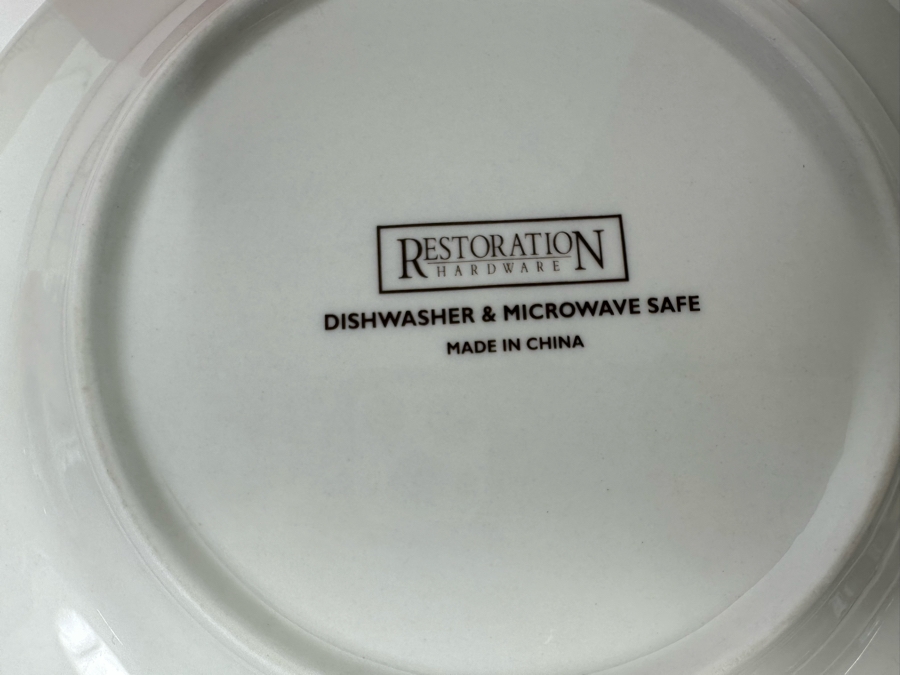 RESTORATION
HARDWARE
DISHWASHER & MICROWAVE SAFE
MADE IN CHINA